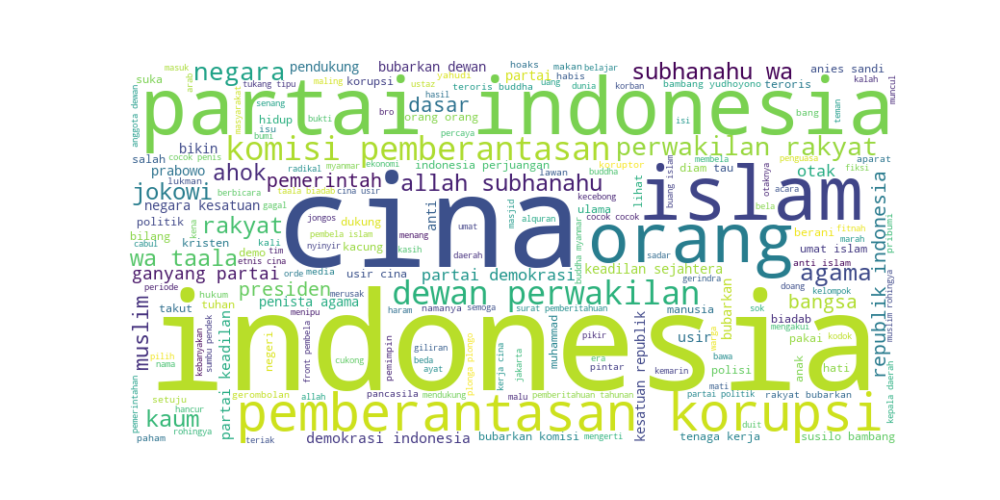 masuk
arab
suka
negara
pendukung
bubarkan dewan
hoaks
makan
belajar
subhanahu wa
anies sandi
kalah
muncul
tukang tipu
maling
korupsi
yahudi
ustaz
partai
teroris buddha
habis
uang
dunia
korban
bambang yudhoyono
teroris
partai indonesia
anggota dewan
masyarakat
senang
hidup
bukti
isu
bumi
hasil
bro
dasar
orang orang
percaya
isi
bang
teman
bikin
komisi pemberantasan
perwakilan rakyat
salah
cocok penis
prabowo
lukman
ahok
radikal
myanmar
ekonomi
indonesia perjuangan
lawan
buddha
koruptor
diam
membela
tau
penguasa
otaknya
otak
aparat
fiksi
jokowi
berbicara
pemerintah
taala biadab
cina usir
allah subhanahu
kecebong
lihat
buang islam
acara
negara kesatuan
gagal
cina
islam
politik
kena
rakyat
jongos
dukung
anti
masjid
alquran
ulama
cocok cocok
bela
berani
fitnah
pribumi
bilang
cabul
kristen
kali
tim
pembela islam
menang
umat
orang
marah
umat islam
wa taala
demo
etnis cina
nyinyir
kacung
kasih
daerah
buddha myanmar
sadar
anti islam
republik indonesia
ganyang partai
orde
media
usir cina
partai demokrasi
keadilan sejahtera
gerindra
doang
agama
muslim rohingya
periode
hukum
tuhan
presiden
merusak
menipu
dewan perwakilan
manusia
bubarkan
bangsa
kelompok
muslim
takut
penista agama
haram
namanya
semoga
surat pemberitahuan
sok
biadab
mengakui
kodok
indonesia
kebanyakan
sumbu pendek
negeri
front pembela
cukong
pemimpin
giliran
beda
ayat
plonga plongo
kerja cina
jakarta
muhammad
pikir
era
pintar
kemarin
usir
bawa
polisi
pakai
anak
hati
pilih
nama
pemerintahan
setuju
hancur
rohingya
paham
kaum
partai keadilan
gerombolan
allah
pancasila
mendukung
malu
pemberitahuan tahunan
kesatuan republik
mati
partai politik
rakyat bubarkan
kepala daerah
pemberantasan korupsi
duit
teriak
demokrasi indonesia
bubarkan komisi
mengerti
tenaga kerja
susilo bambang